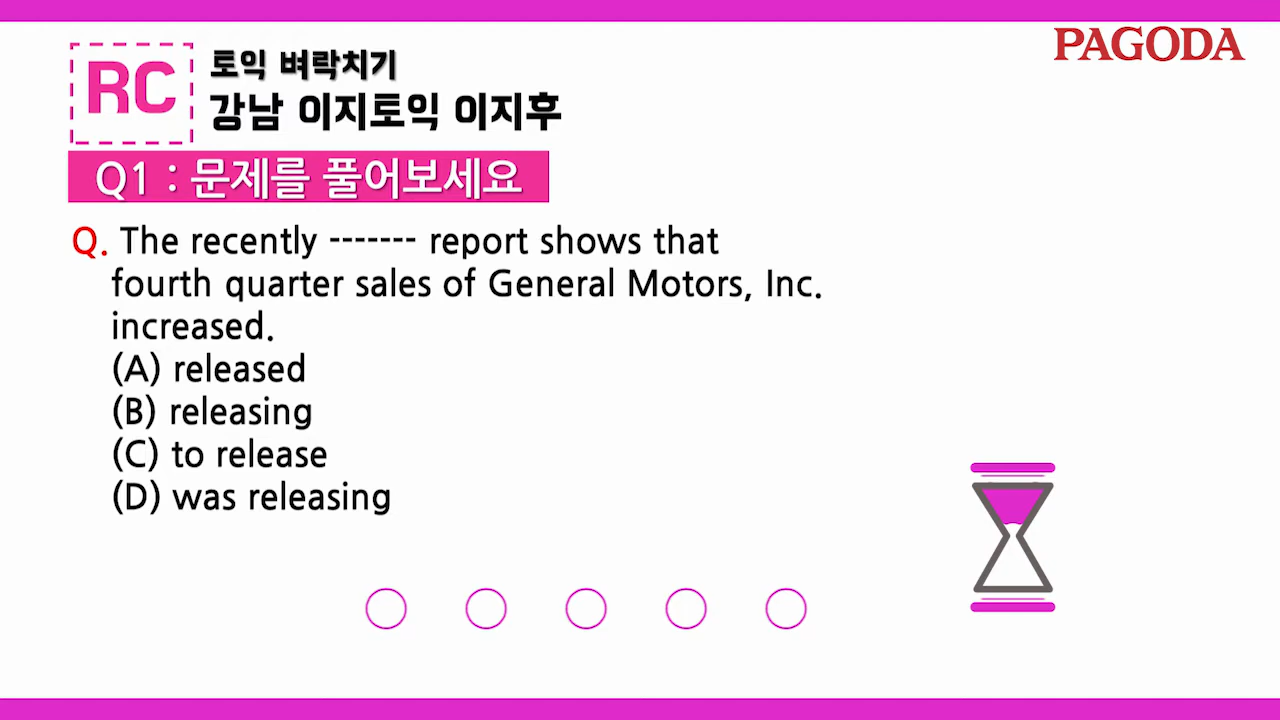 PAGODA
RC
토익 벼락치기
강남 이지토익 이지후
Q1 : 문제를 풀어보세요
Q. The recently ------- report shows that
fourth quarter sales of General Motors, Inc.
increased.
(A) released
(B) releasing
(C) to release
(D) was releasing